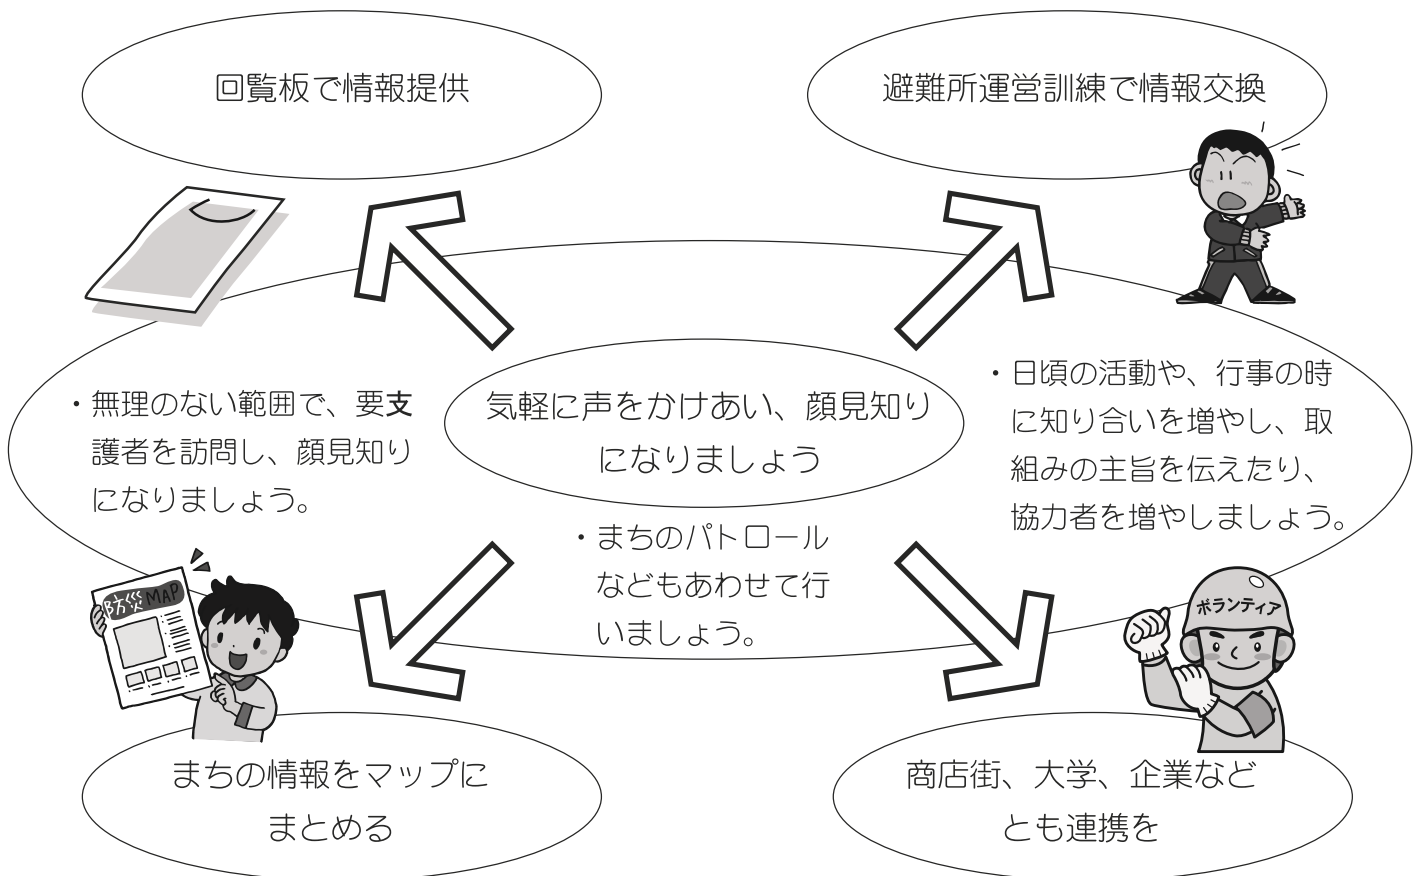 回覧板で情報提供
避難所運営訓練で情報交換
・無理のない範囲で、要支
護者を訪問し、顔見知り
になりましょう。
気軽に声をかけあい、顔見知り
になりましょう
・まちのパトロール
などもあわせて行
いましょう。
・日頃の活動や、行事の時
に知り合いを増やし、取
組みの主旨を伝えたり、
協力者を増やしましょう。
防災MAP
ボランティア
まちの情報をマップに
まとめる
商店街、大学、企業など
とも連携を